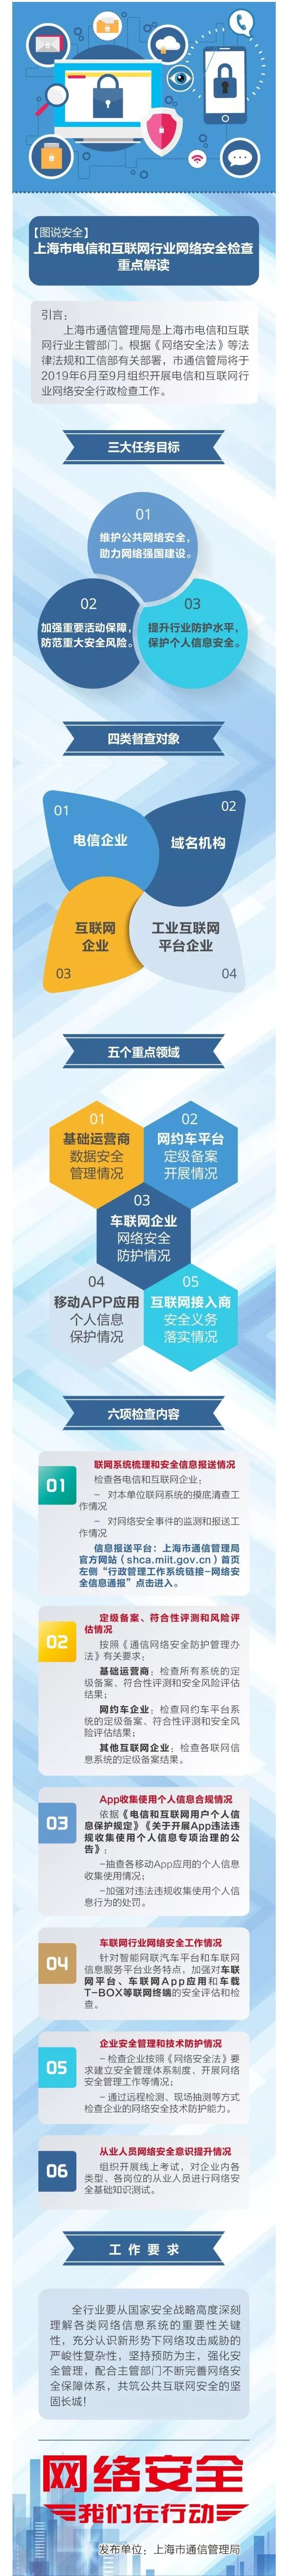 【图说安全】
上海市电信和互联网行业网络安全检查
重点解读
引言：
上海市通信管理局是上海市电信和互联
网行业主管部门。根据《网络安全法》等法
律法规和工信部有关部署，市通信管局将于
2019年6月至9月组织开展电信和互联网行
业网络安全行政检查工作。
三大任务目标
01
维护公共网络安全，
助力网络强国建设。
02
加强重要活动保障，
防范重大安全风险。
03
提升行业防护水平，
保护个人信息安全。
四类督查对象
01
电信企业
02
域名机构
互联网
企业
03
工业互联网
平台企业
04
五个重点领域
01
基础运营商
数据安全
管理情况
02
网约车平台
定级备案
开展情况
03
车联网企业
网络安全
防护情况
04
移动APP应用
个人信息
保护情况
05
互联网接入商
安全义务
落实情况
六项检查内容
01
联网系统梳理和安全信息报送情况
检查各电信和互联网企业：
- 对本单位联网系统的摸底清查工
作情况
- 对网络安全事件的监测和报送工
作情况
信息报送平台：上海市通信管理局
官方网站（shca.miit.gov.cn）首页
左侧“行政管理工作系统链接-网络安
全信息通报”点击进入。
02
定级备案、符合性评测和风险评
估情况
按照《通信网络安全防护管理办
法》有关要求：
基础运营商：检查所有系统的定
级备案、符合性评测和安全风险评估
结果；
网约车企业：检查网约车平台系
统的定级备案、符合性评测和安全风
险评估结果；
其他互联网企业：检查各联网信
息系统的定级备案结果。
03
App收集使用个人信息合规情况
依据《电信和互联网用户个人信
息保护规定》《关于开展App违法违
规收集使用个人信息专项治理的公
告》：
-抽查各移动App应用的个人信息
收集使用情况；
-加强对违法违规收集使用个人信
息行为的处罚。
04
车联网行业网络安全工作情况
针对智能网联汽车平台和车联网
信息服务平台业务特点，加强对车联
网平台、车联网App应用和车载
T-BOX等联网终端的安全评估和检
查。
05
企业安全管理和技术防护情况
- 检查企业按照《网络安全法》要
求建立安全管理体系制度、开展网络
安全管理工作等情况；
- 通过远程检测、现场抽测等方式
检查企业的网络安全技术防护能力。
06
从业人员网络安全意识提升情况
组织开展线上考试，对企业内各
类型、各岗位的从业人员进行网络安
全基础知识测试。
工作要求
全行业要从国家安全战略高度深刻
理解各类网络信息系统的重要性关键
性，充分认识新形势下网络攻击威胁的
严峻性复杂性，坚持预防为主，强化安
全管理，配合主管部门不断完善网络安
全保障体系，共筑公共互联网安全的坚
固长城！
网络安全
我们在行动
发布单位：上海市通信管理局